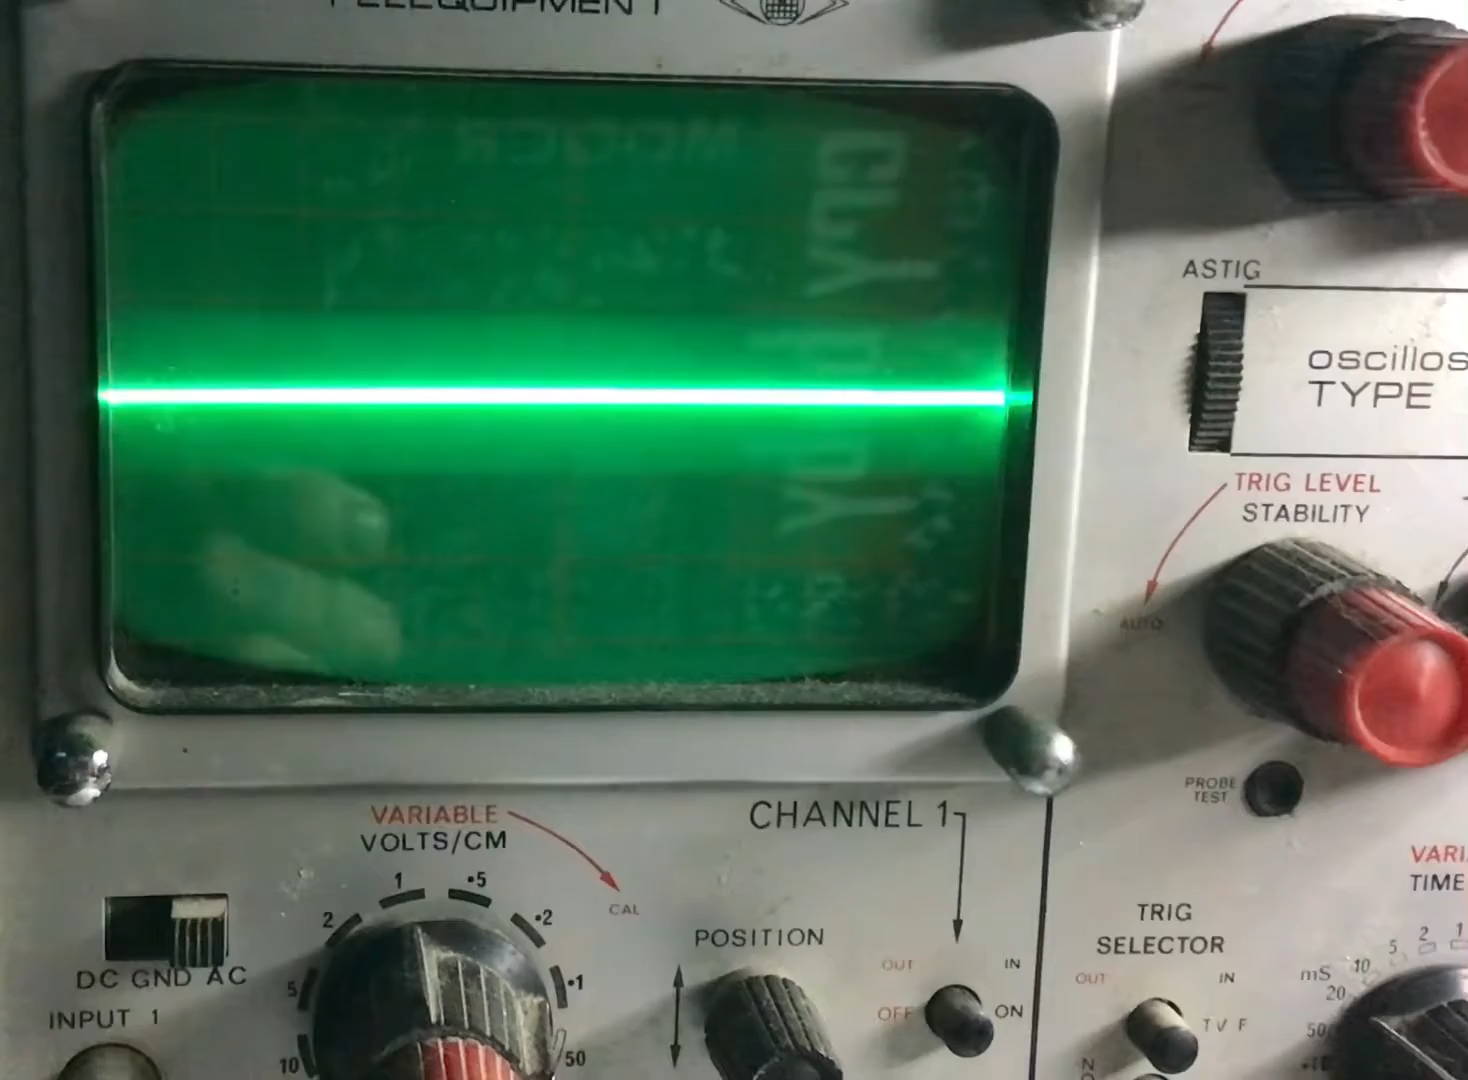 TELEQUIPMENT
ASTIG
oscillos
TYPE
TRIG LEVEL
STABILITY
AUTO
PROBE
TEST
VARIABLE
VOLTS/CM
CAL
CHANNEL 1
1
·5
2
·2
5
·1
10
50
DC GND AC
INPUT 1
POSITION
OUT
IN
OFF
ON
TRIG
SELECTOR
OUT
IN
TV F
VARI
TIME
mS
20
10
5
2
1
50